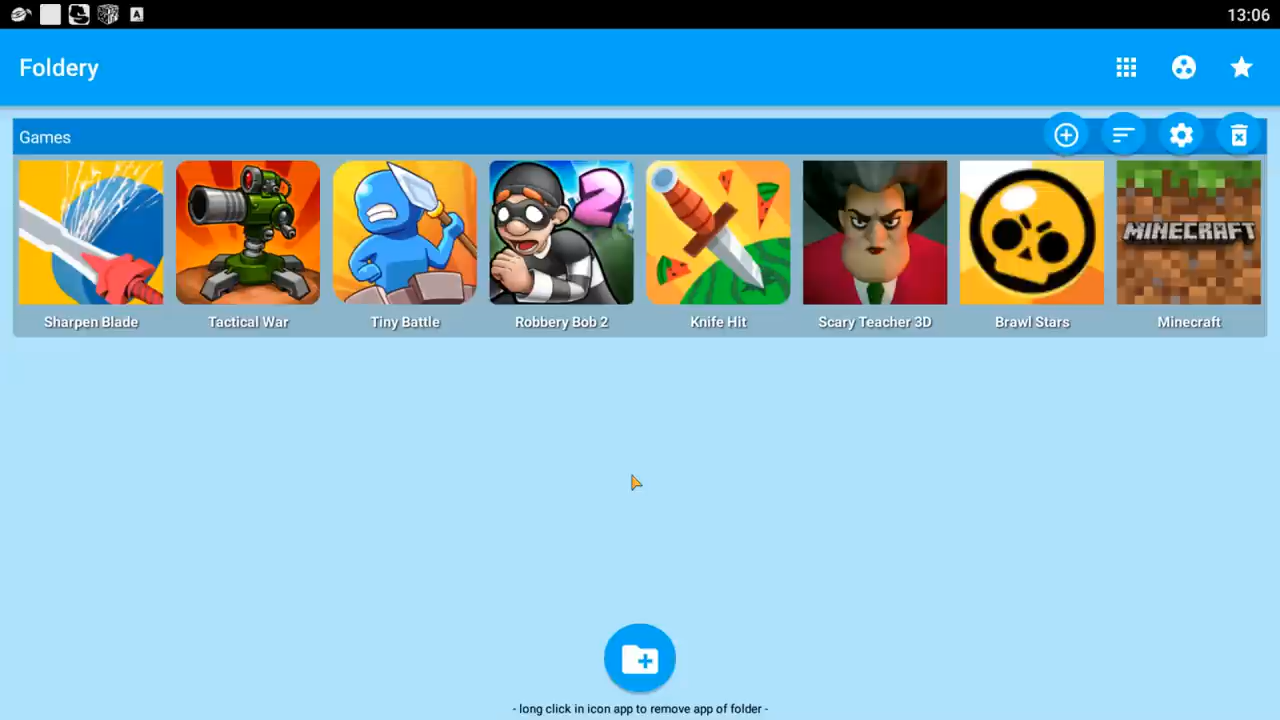 13:06
Foldery
Games
MINECRAFT
Sharpen Blade
Tactical War
Tiny Battle
Robbery Bob 2
Knife Hit
Scary Teacher 3D
Brawl Stars
Minecraft
- long click in icon app to remove app of folder -